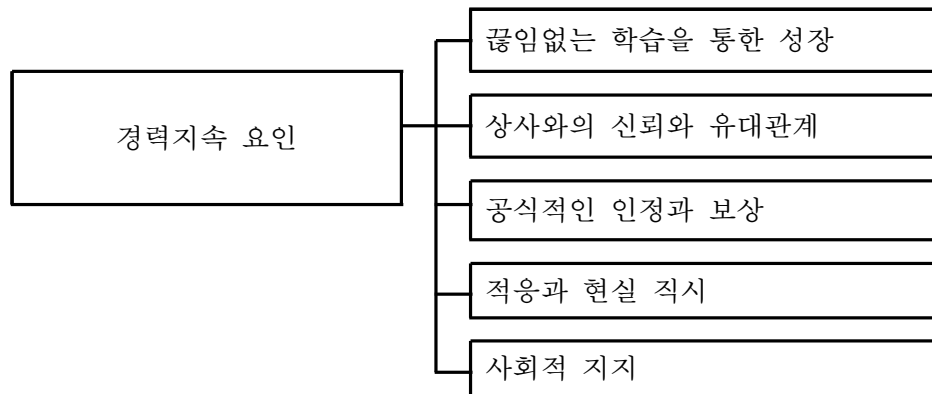 경력지속 요인
끊임없는 학습을 통한 성장
상사와의 신뢰와 유대관계
공식적인 인정과 보상
적응과 현실 직시
사회적 지지